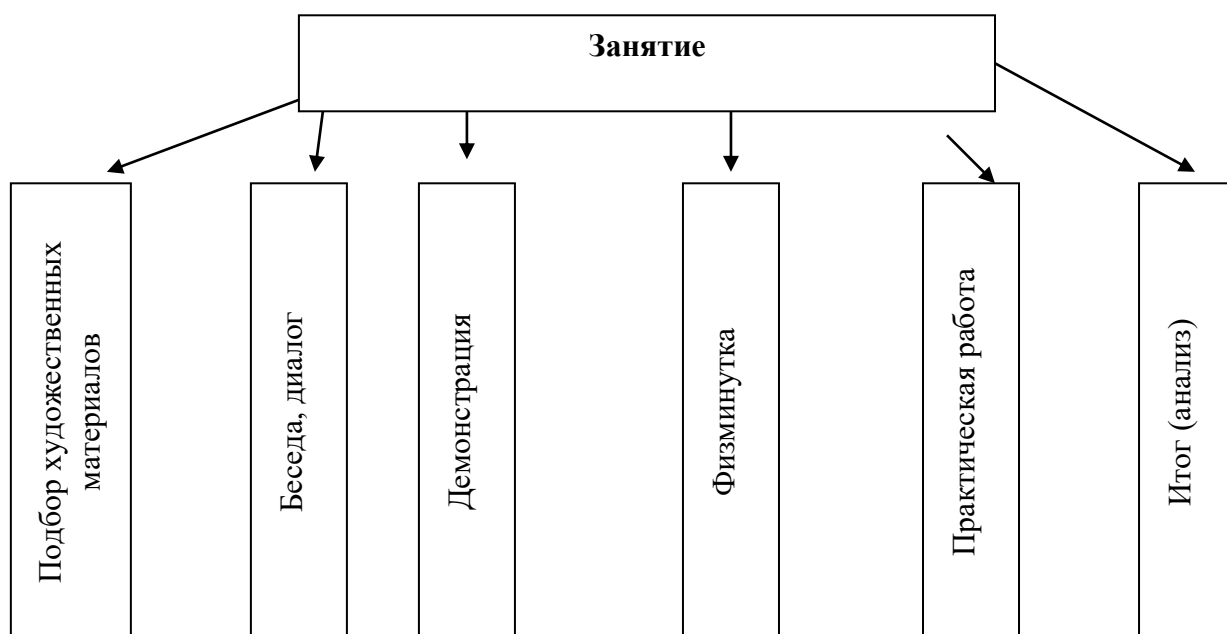 Занятие
Подбор художественных
материалов
Беседа, диалог
Демонстрация
Физминутка
Практическая работа
Итог (анализ)